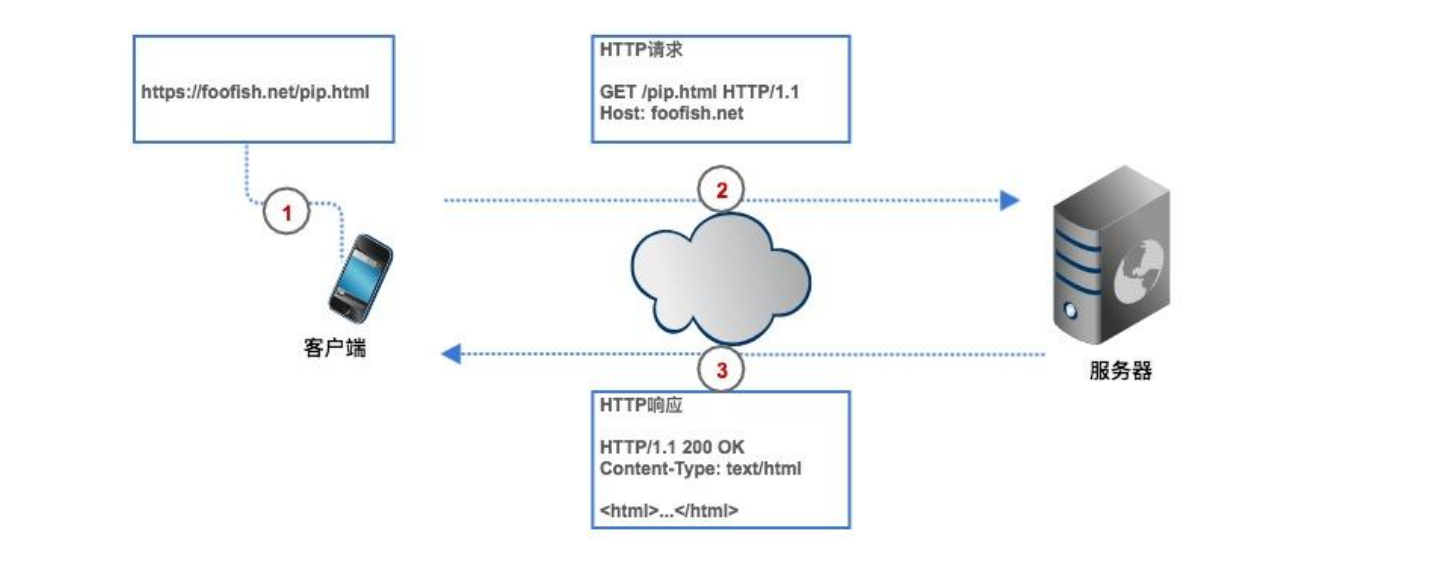 https://foofish.net/pip.html
HTTP请求
GET /pip.html HTTP/1.1
Host: foofish.net
1
2
客户端
服务器
3
HTTP响应
HTTP/1.1 200 OK
Content-Type: text/html
<html>...</html>